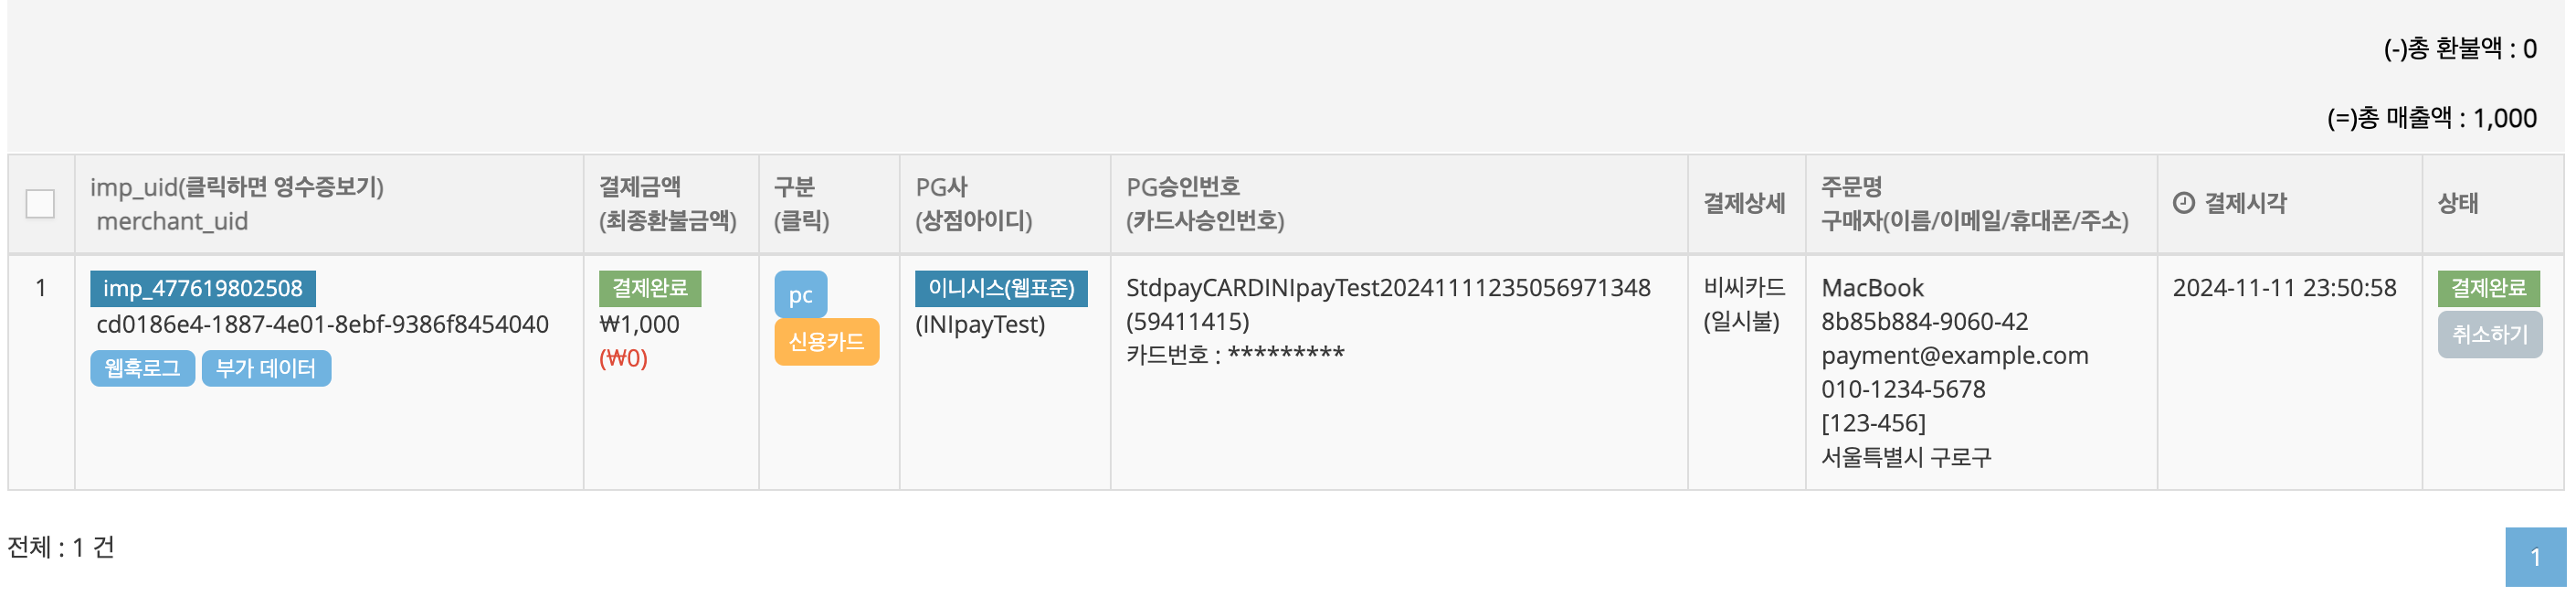 (-)총 환불액 : 0
(=)총 매출액 : 1,000
imp_uid(클릭하면 영수증보기)
merchant_uid
결제금액
(최종환불금액)
구분
(클릭)
PG사
(상점아이디)
PG승인번호
(카드사승인번호)
결제상세
주문명
구매자(이름/이메일/휴대폰/주소)
결제시각
상태
1
imp_477619802508
cd0186e4-1887-4e01-8ebf-9386f8454040
웹훅로그 부가 데이터
결제완료
₩1,000
(₩0)
pc
신용카드
이니시스(웹표준)
(INIpayTest)
StdpayCARDINIpayTest20241111235056971348
(59411415)
카드번호 : *********
비씨카드
(일시불)
MacBook
8b85b884-9060-42
payment@example.com
010-1234-5678
[123-456]
서울특별시 구로구
2024-11-11 23:50:58
결제완료
취소하기
전체 : 1 건
1